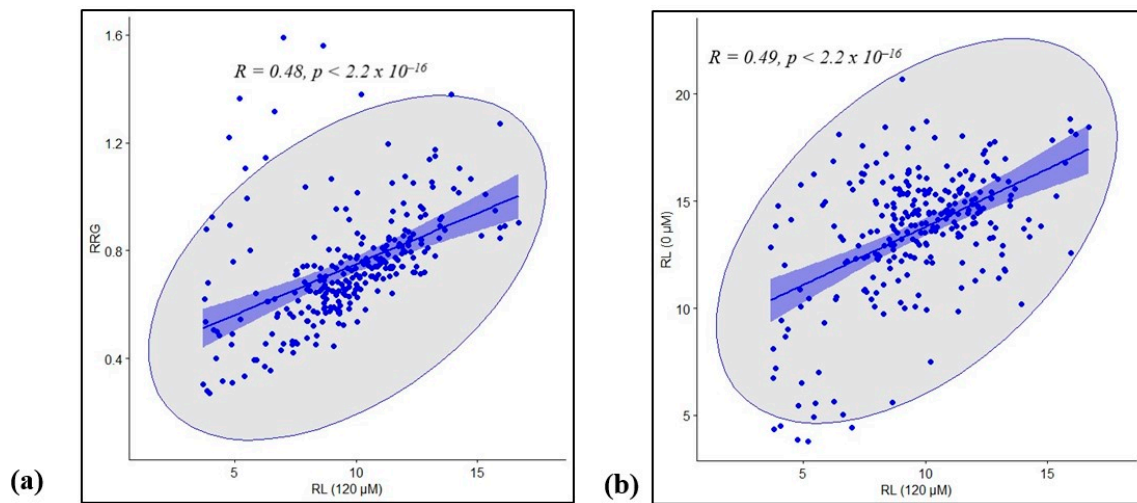 R = 0.48, p < 2.2 x 10⁻¹⁶
RRG
1.6
1.2
0.8
0.4
5
10
15
RL (120 µM)
(a)
R = 0.49, p < 2.2 x 10⁻¹⁶
RL (0 µM)
20
15
10
5
5
10
15
RL (120 µM)
(b)